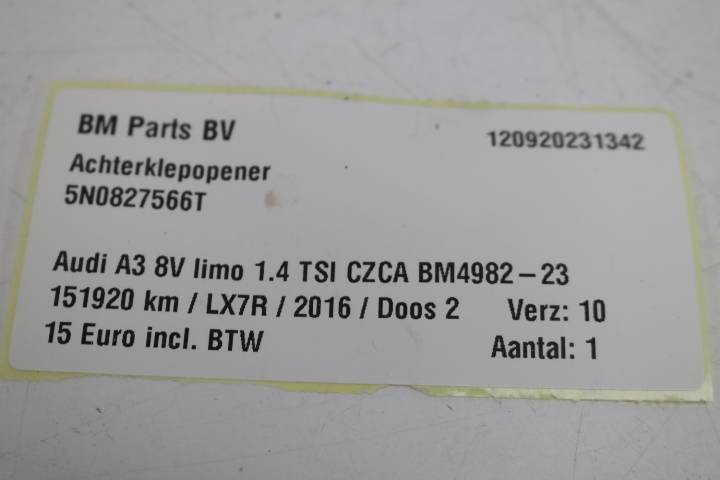 BM Parts BV 120920231342
Achterklepopener
5N0827566T
Audi A3 8V limo 1.4 TSI CZCA BM4982-23
151920 km / LX7R / 2016 / Doos 2 Verz: 10
15 Euro incl. BTW Aantal: 1